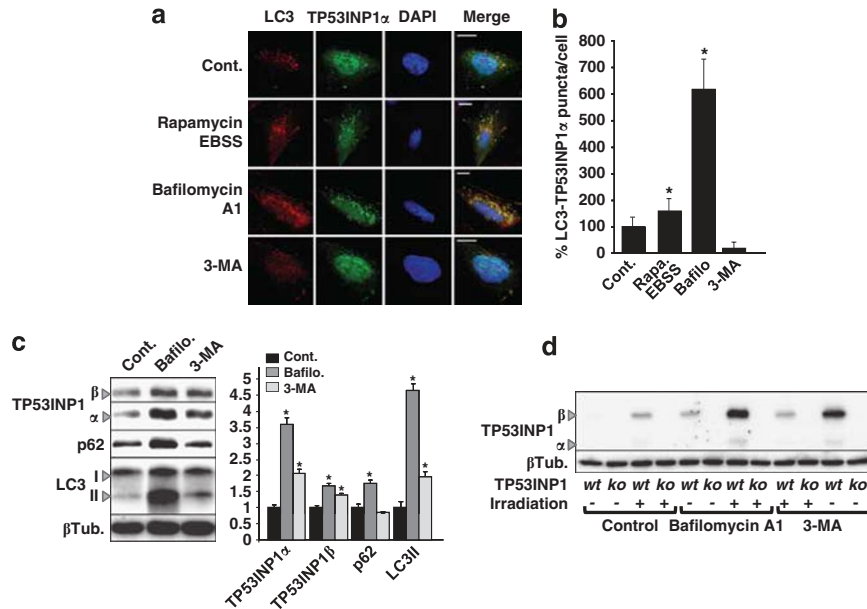 a
LC3 TP53INP1α DAPI Merge
Cont.
Rapamycin
EBSS
Bafilomycin
A1
3-MA
b
% LC3-TP53INP1α puncta/cell
800
700
600
500
400
300
200
100
0
*
*
Cont.
Rapa.
EBSS
Bafilo
3-MA
c
Cont. Bafilo. 3-MA
TP53INP1
β
α
p62
LC3
I
II
βTub.
Cont.
Bafilo.
3-MA
5
4.5
4
3.5
3
2.5
2
1.5
1
0.5
* * * * * * *
TP53INP1α
TP53INP1β
p62
LC3II
d
TP53INP1
β
α
βTub.
TP53INP1 wt ko wt ko wt ko wt ko wt ko wt ko
Irradiation - - + + - - + + + + - -
Control Bafilomycin A1 3-MA